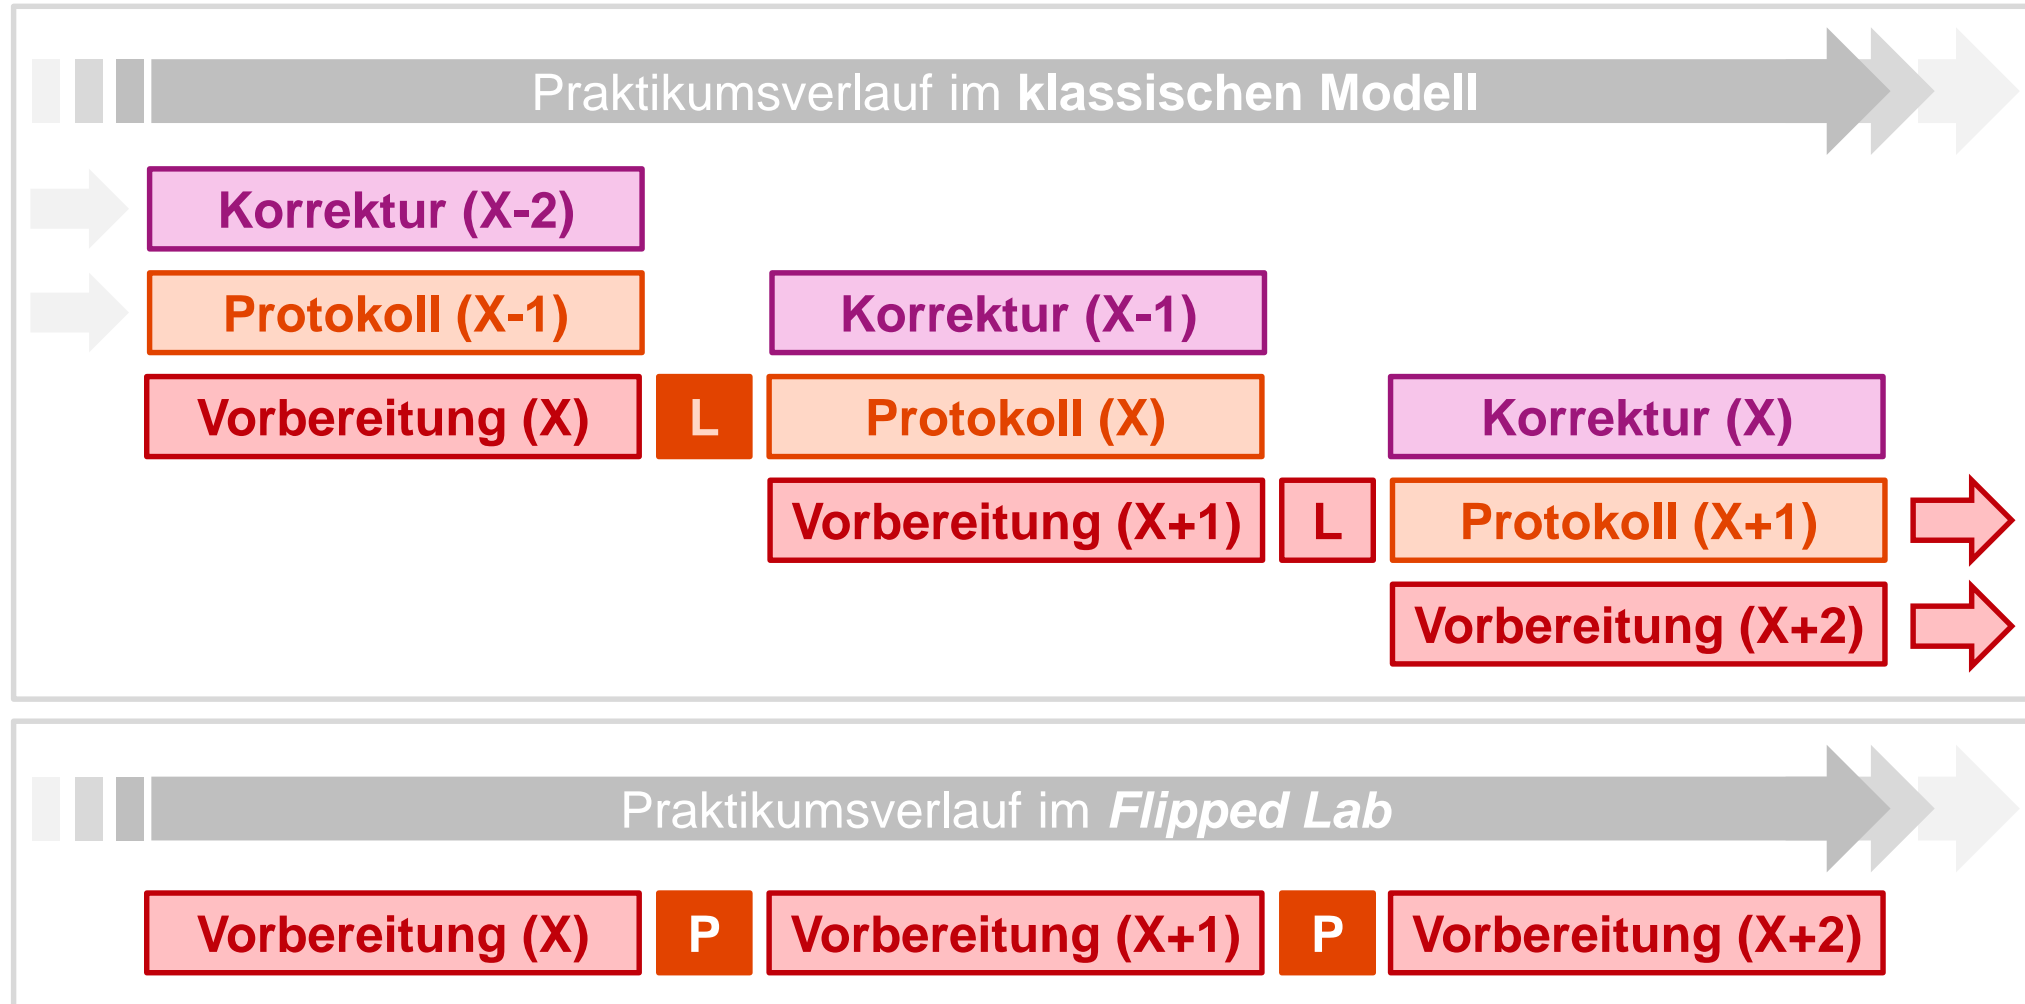 Praktikumsverlauf im klassischen Modell
Korrektur (X-2)
Protokoll (X-1) Korrektur (X-1)
Vorbereitung (X) L Protokoll (X) Korrektur (X)
Vorbereitung (X+1) L Protokoll (X+1)
Vorbereitung (X+2)
Praktikumsverlauf im Flipped Lab
Vorbereitung (X) P Vorbereitung (X+1) P Vorbereitung (X+2)